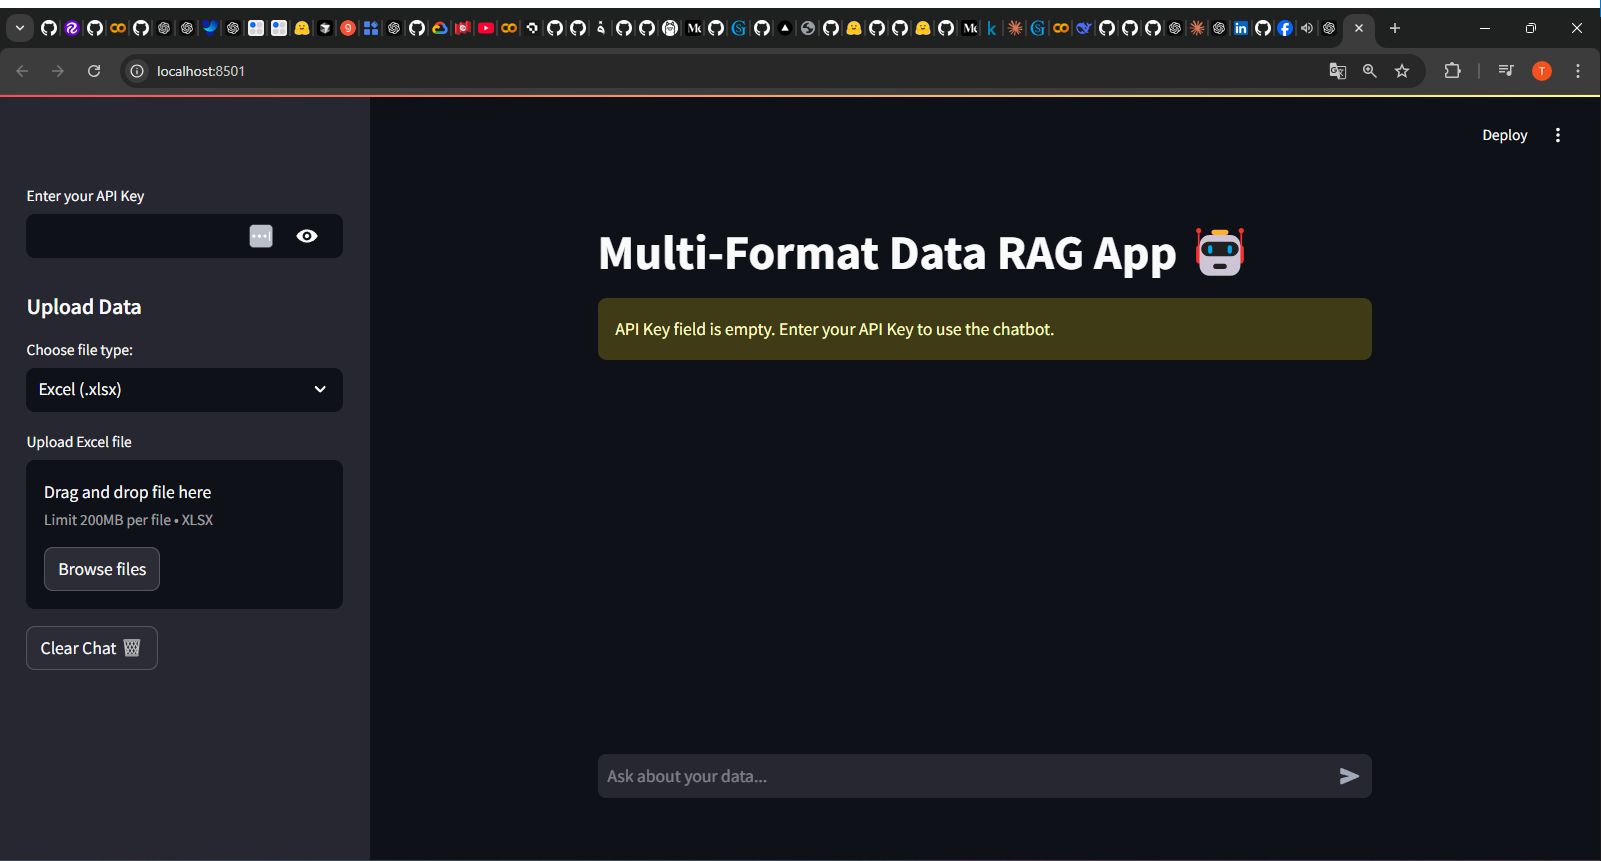 localhost:8501
T
Deploy
Enter your API Key
Upload Data
Choose file type:
Excel (.xlsx)
Upload Excel file
Drag and drop file here
Limit 200MB per file • XLSX
Browse files
Clear Chat 🗑️
Multi-Format Data RAG App 🤖
API Key field is empty. Enter your API Key to use the chatbot.
Ask about your data...